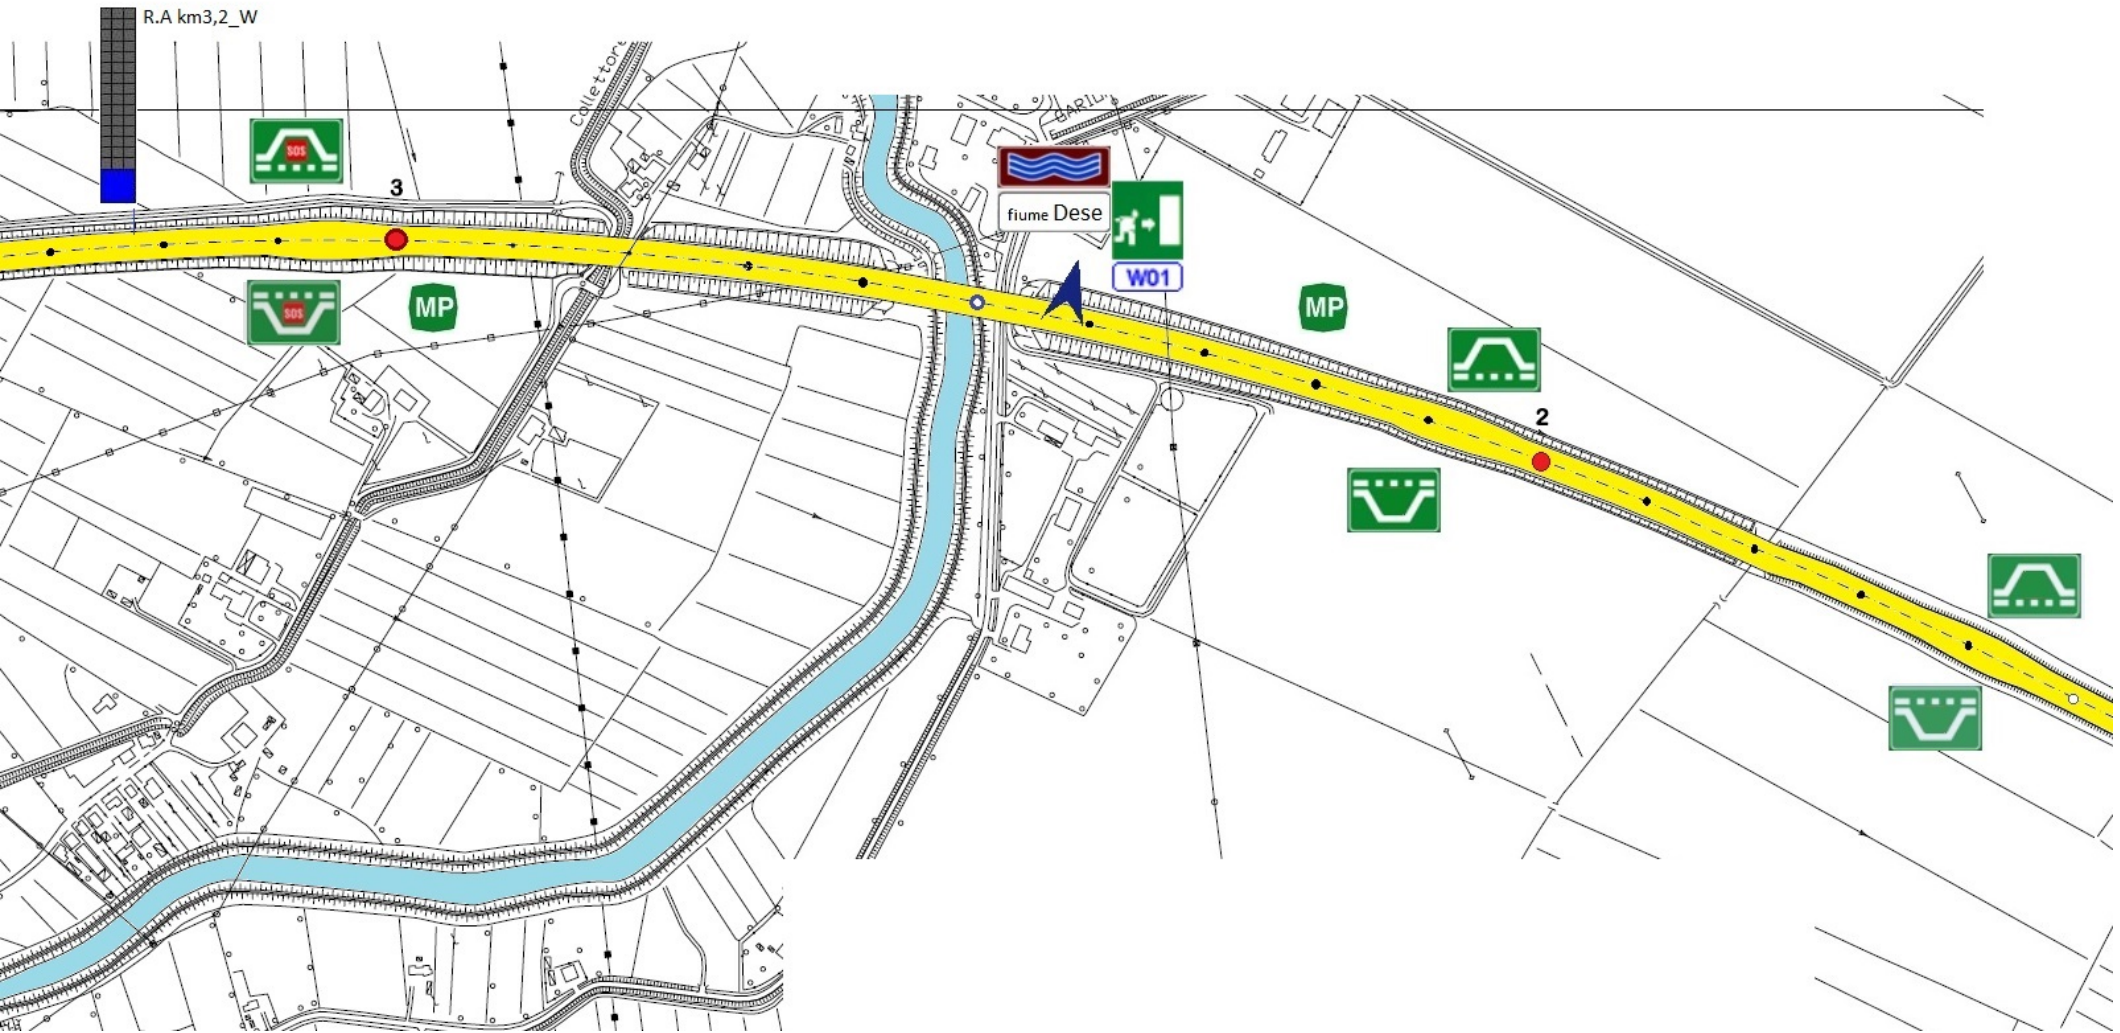 R.A km3,2_W
Collettore
SOS
3
fiume Dese
W01
SOS
MP
MP
2